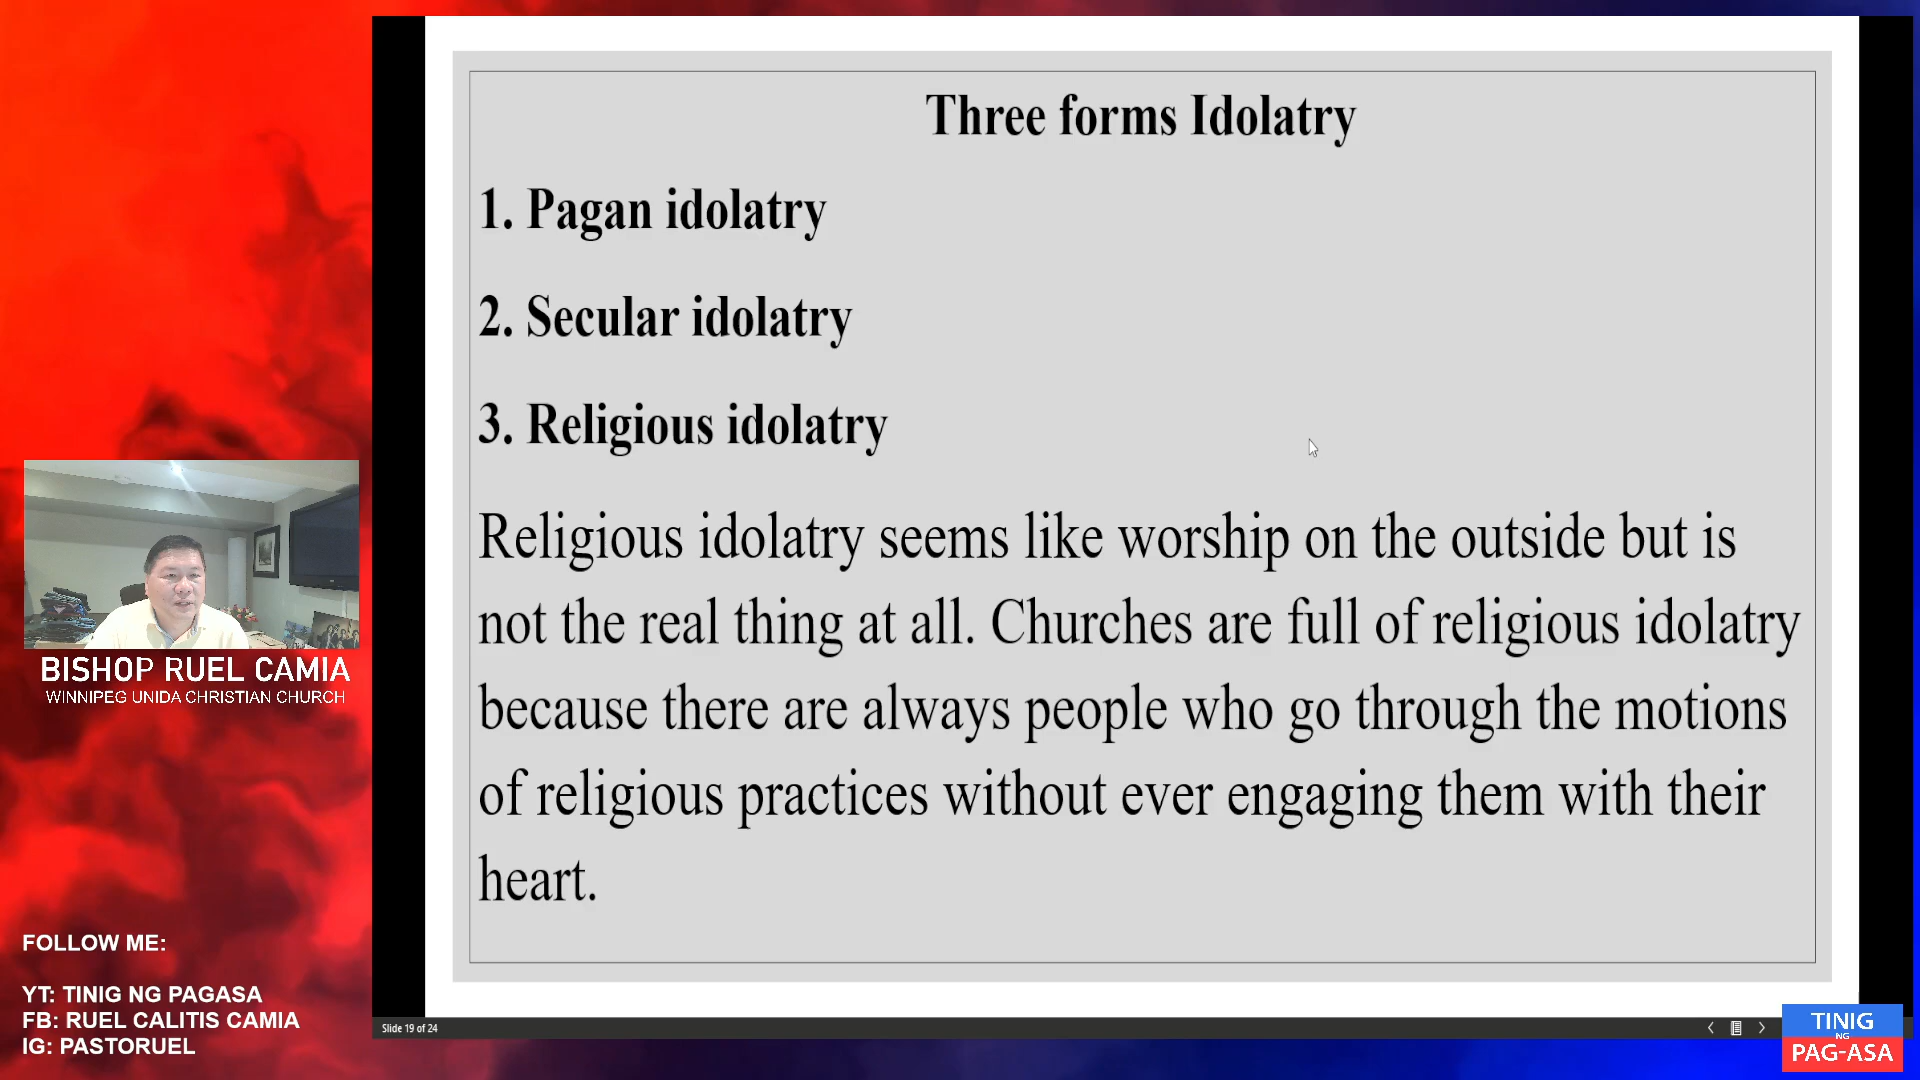 Three forms Idolatry
1. Pagan idolatry
2. Secular idolatry
3. Religious idolatry
Religious idolatry seems like worship on the outside but is
not the real thing at all. Churches are full of religious idolatry
because there are always people who go through the motions
of religious practices without ever engaging them with their
heart.
BISHOP RUEL CAMIA
WINNIPEG UNIDA CHRISTIAN CHURCH
FOLLOW ME:
YT: TINIG NG PAGASA
FB: RUEL CALITIS CAMIA
IG: PASTORUEL
Slide 19 of 24
TINIG
NG
PAG-ASA